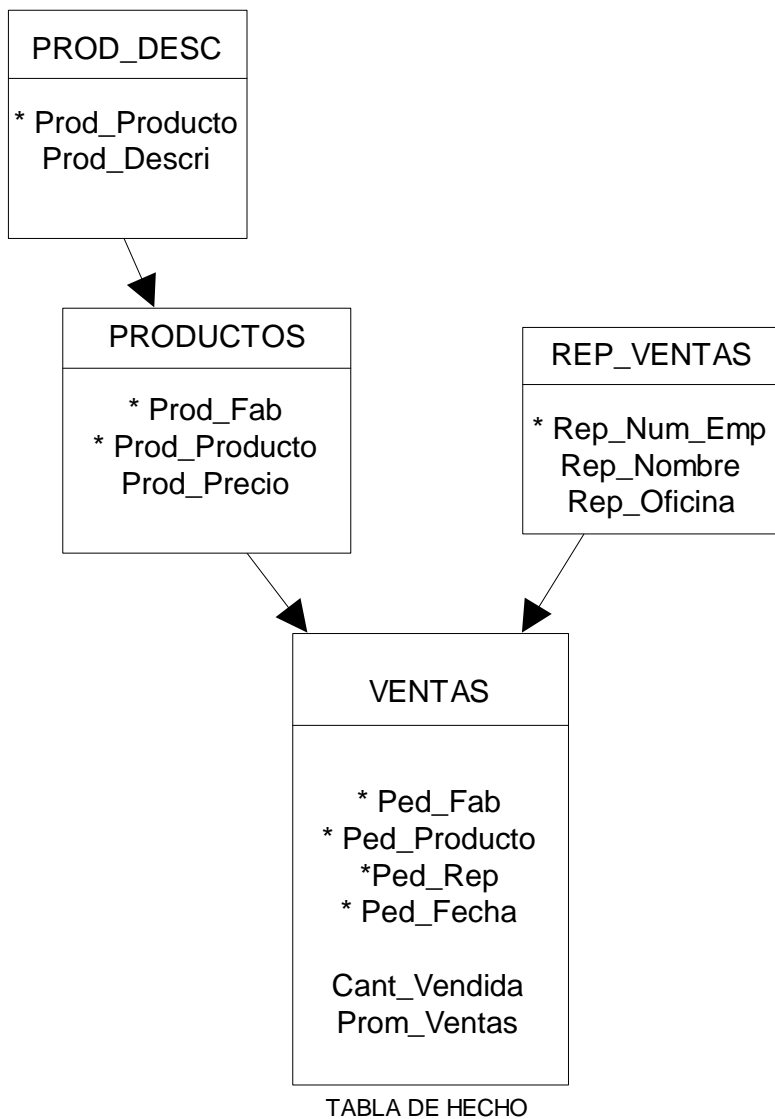 PROD_DESC
* Prod_Producto
Prod_Descri
PRODUCTOS
* Prod_Fab
* Prod_Producto
Prod_Precio
REP_VENTAS
* Rep_Num_Emp
Rep_Nombre
Rep_Oficina
VENTAS
* Ped_Fab
* Ped_Producto
*Ped_Rep
* Ped_Fecha
Cant_Vendida
Prom_Ventas
TABLA DE HECHO